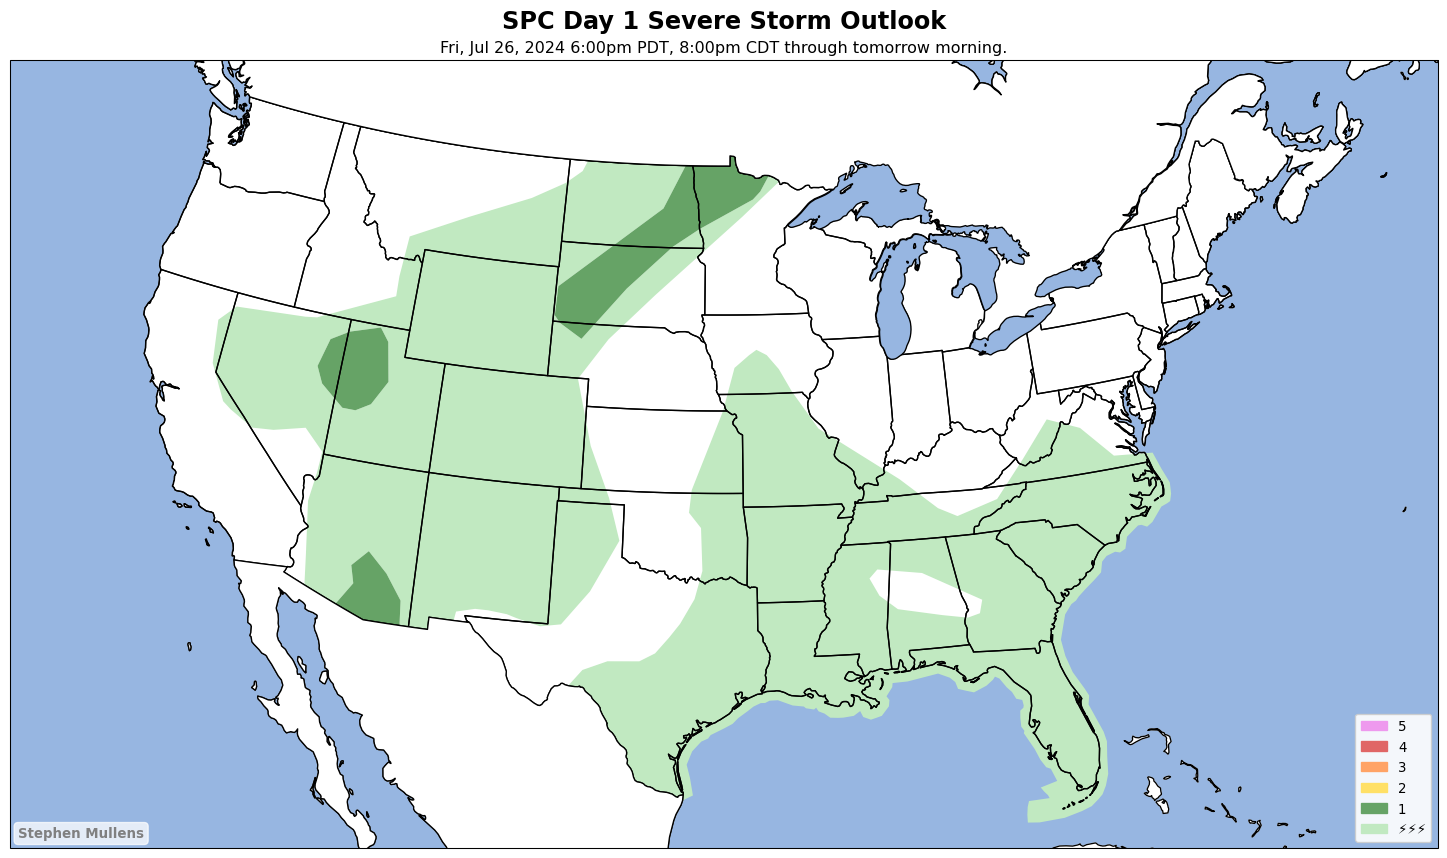 SPC Day 1 Severe Storm Outlook
Fri, Jul 26, 2024 6:00pm PDT, 8:00pm CDT through tomorrow morning.
5
4
3
2
1
⚡⚡⚡
Stephen Mullens